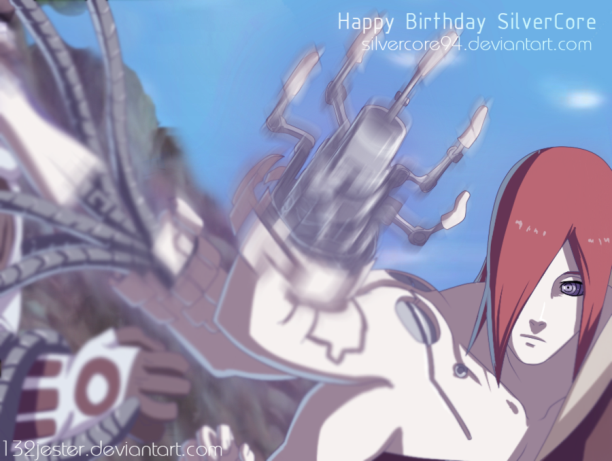 Happy Birthday SilverCore
silvercore94.deviantart.com
132jester.deviantart.com